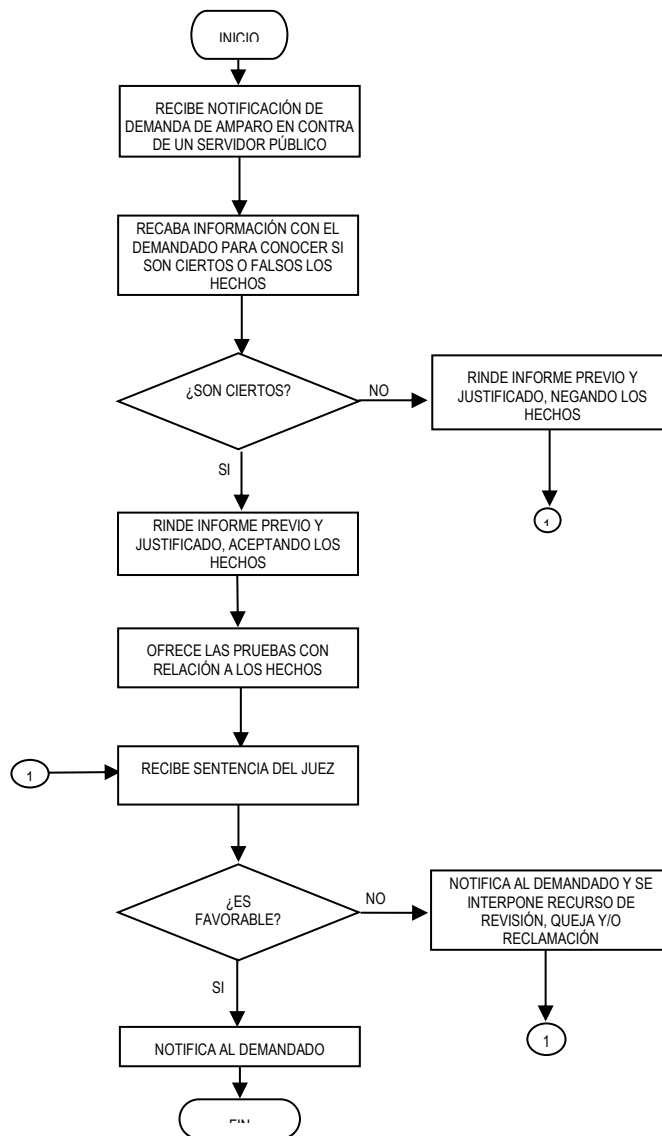 INICIO
RECIBE NOTIFICACIÓN DE
DEMANDA DE AMPARO EN CONTRA
DE UN SERVIDOR PÚBLICO
RECABA INFORMACIÓN CON EL
DEMANDADO PARA CONOCER SI
SON CIERTOS O FALSOS LOS
HECHOS
¿SON CIERTOS?
NO
RINDE INFORME PREVIO Y
JUSTIFICADO, NEGANDO LOS
HECHOS
SI
1
RINDE INFORME PREVIO Y
JUSTIFICADO, ACEPTANDO LOS
HECHOS
OFRECE LAS PRUEBAS CON
RELACIÓN A LOS HECHOS
1
RECIBE SENTENCIA DEL JUEZ
¿ES
FAVORABLE?
NO
NOTIFICA AL DEMANDADO Y SE
INTERPONE RECURSO DE
REVISIÓN, QUEJA Y/O
RECLAMACIÓN
SI
1
NOTIFICA AL DEMANDADO
FIN